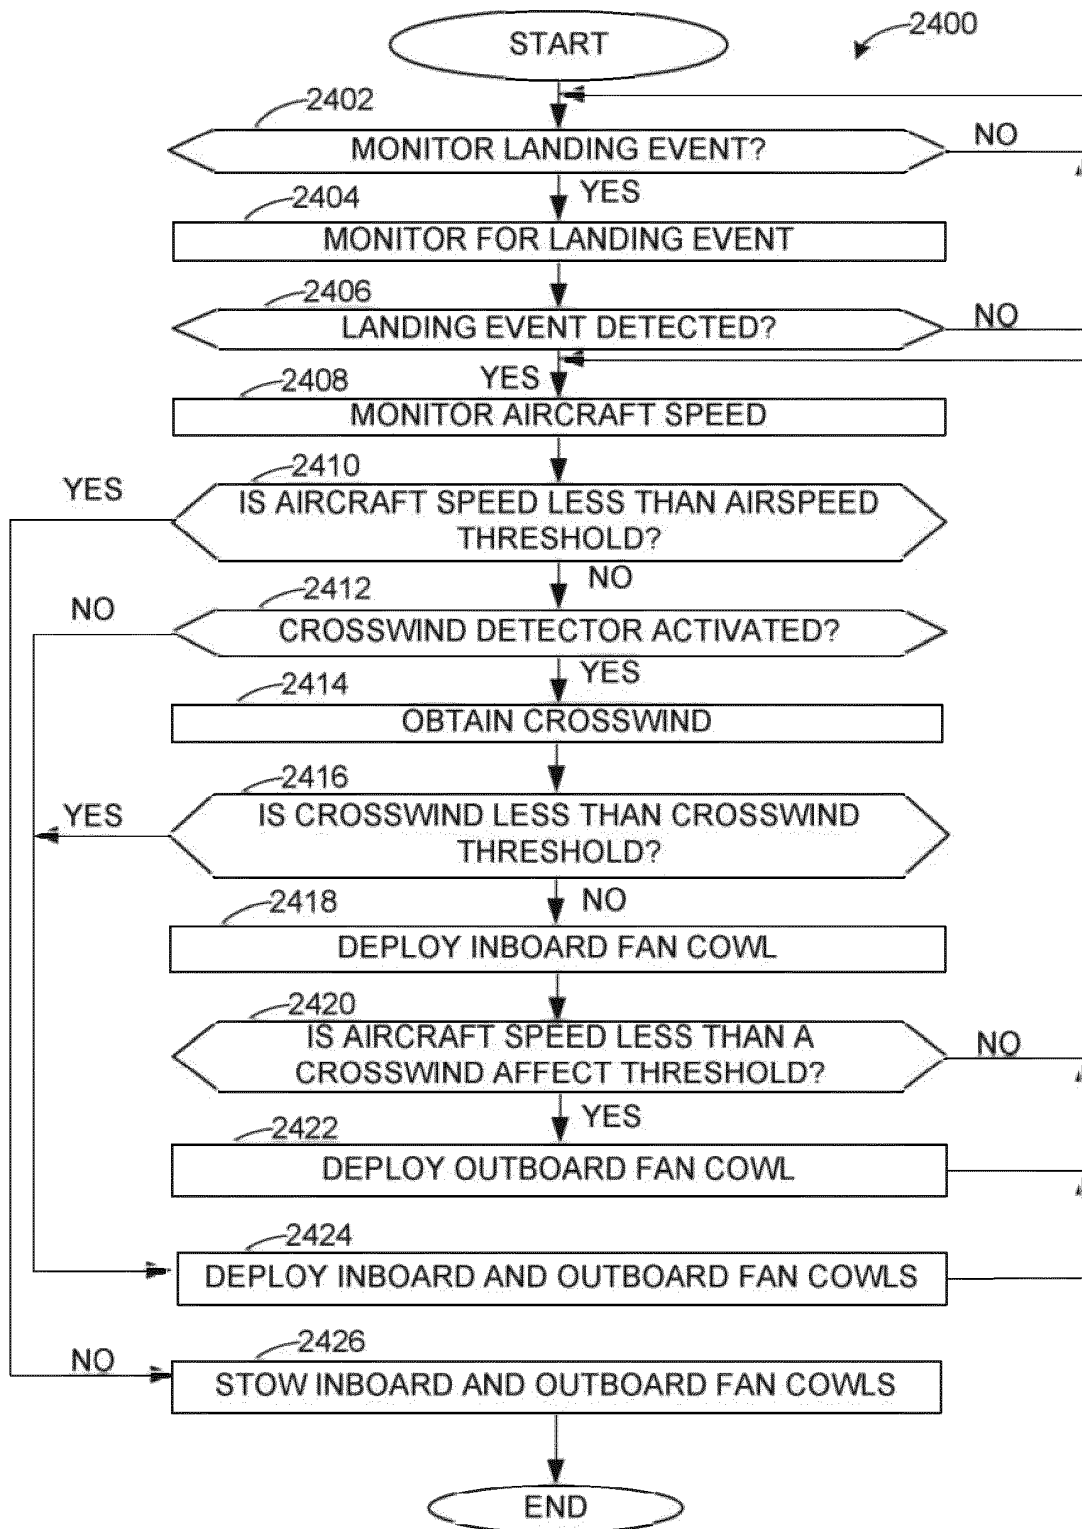 START
2400
2402
MONITOR LANDING EVENT?
NO
YES
2404
MONITOR FOR LANDING EVENT
2406
LANDING EVENT DETECTED?
NO
YES
2408
MONITOR AIRCRAFT SPEED
2410
YES
IS AIRCRAFT SPEED LESS THAN AIRSPEED
THRESHOLD?
NO
2412
NO
CROSSWIND DETECTOR ACTIVATED?
YES
2414
OBTAIN CROSSWIND
2416
YES
IS CROSSWIND LESS THAN CROSSWIND
THRESHOLD?
NO
2418
DEPLOY INBOARD FAN COWL
2420
IS AIRCRAFT SPEED LESS THAN A
CROSSWIND AFFECT THRESHOLD?
NO
YES
2422
DEPLOY OUTBOARD FAN COWL
2424
DEPLOY INBOARD AND OUTBOARD FAN COWLS
2426
NO
STOW INBOARD AND OUTBOARD FAN COWLS
END